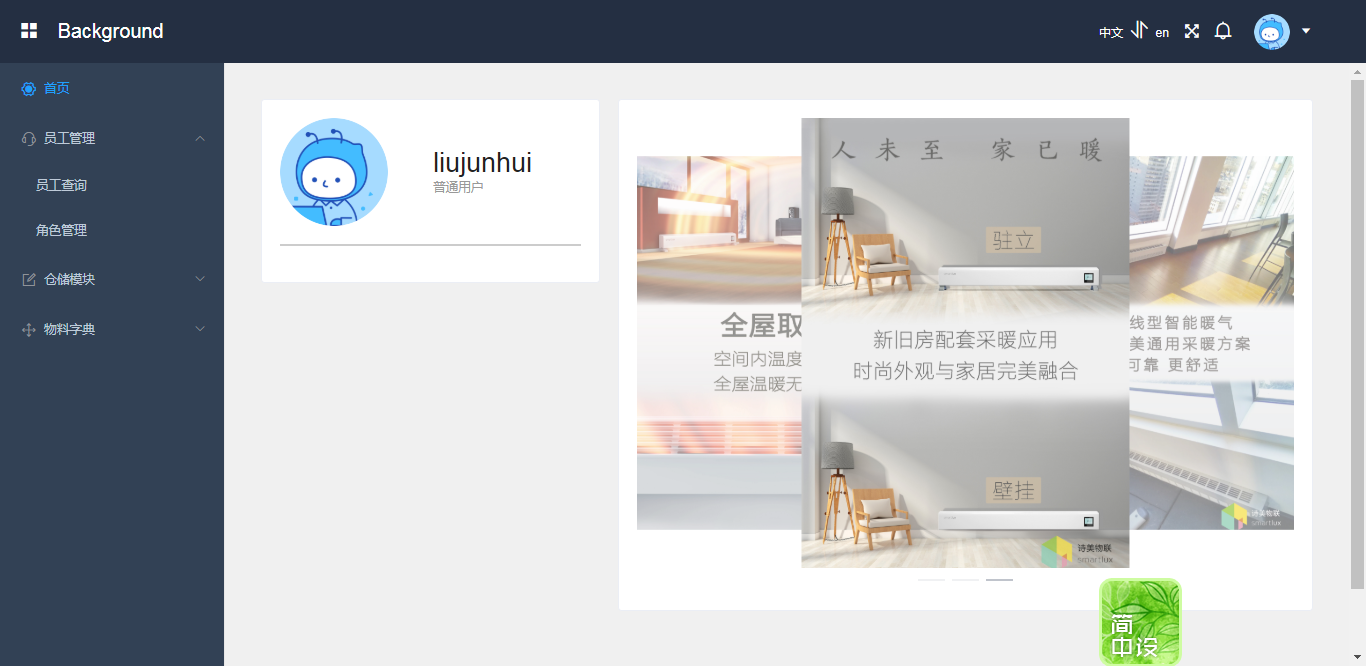 Background
中文
en
首页
员工管理
员工查询
角色管理
仓储模块
物料字典
liujunhui
普通用户
全屋取
空间内温度
全屋温暖无
人未至 家已暖
驻立
新旧房配套采暖应用
时尚外观与家居完美融合
壁挂
诗美物联
smartlux
线型智能暖气
美通用采暖方案
可靠 更舒适
诗美物联
smartlux
简
中设